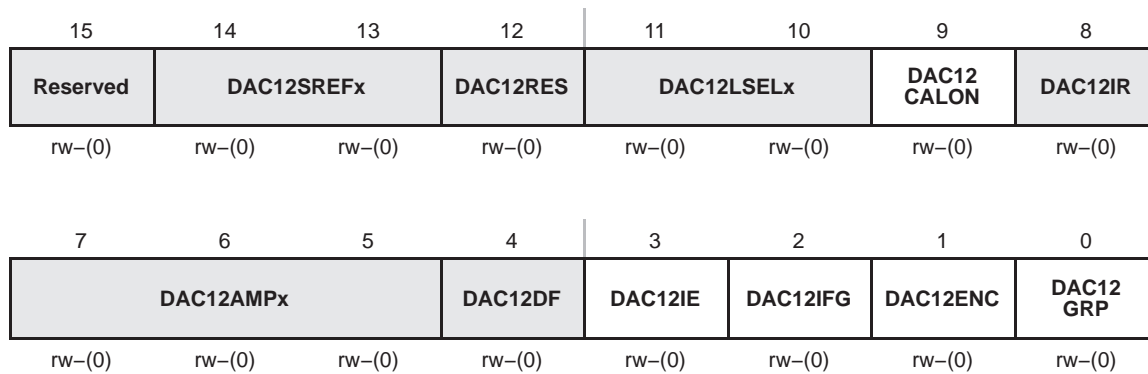 15 14 13 12 11 10 9 8
Reserved DAC12SREFx DAC12RES DAC12LSELx DAC12 CALON DAC12IR
rw−(0) rw−(0) rw−(0) rw−(0) rw−(0) rw−(0) rw−(0) rw−(0)
7 6 5 4 3 2 1 0
DAC12AMPx DAC12DF DAC12IE DAC12IFG DAC12ENC DAC12 GRP
rw−(0) rw−(0) rw−(0) rw−(0) rw−(0) rw−(0) rw−(0) rw−(0)